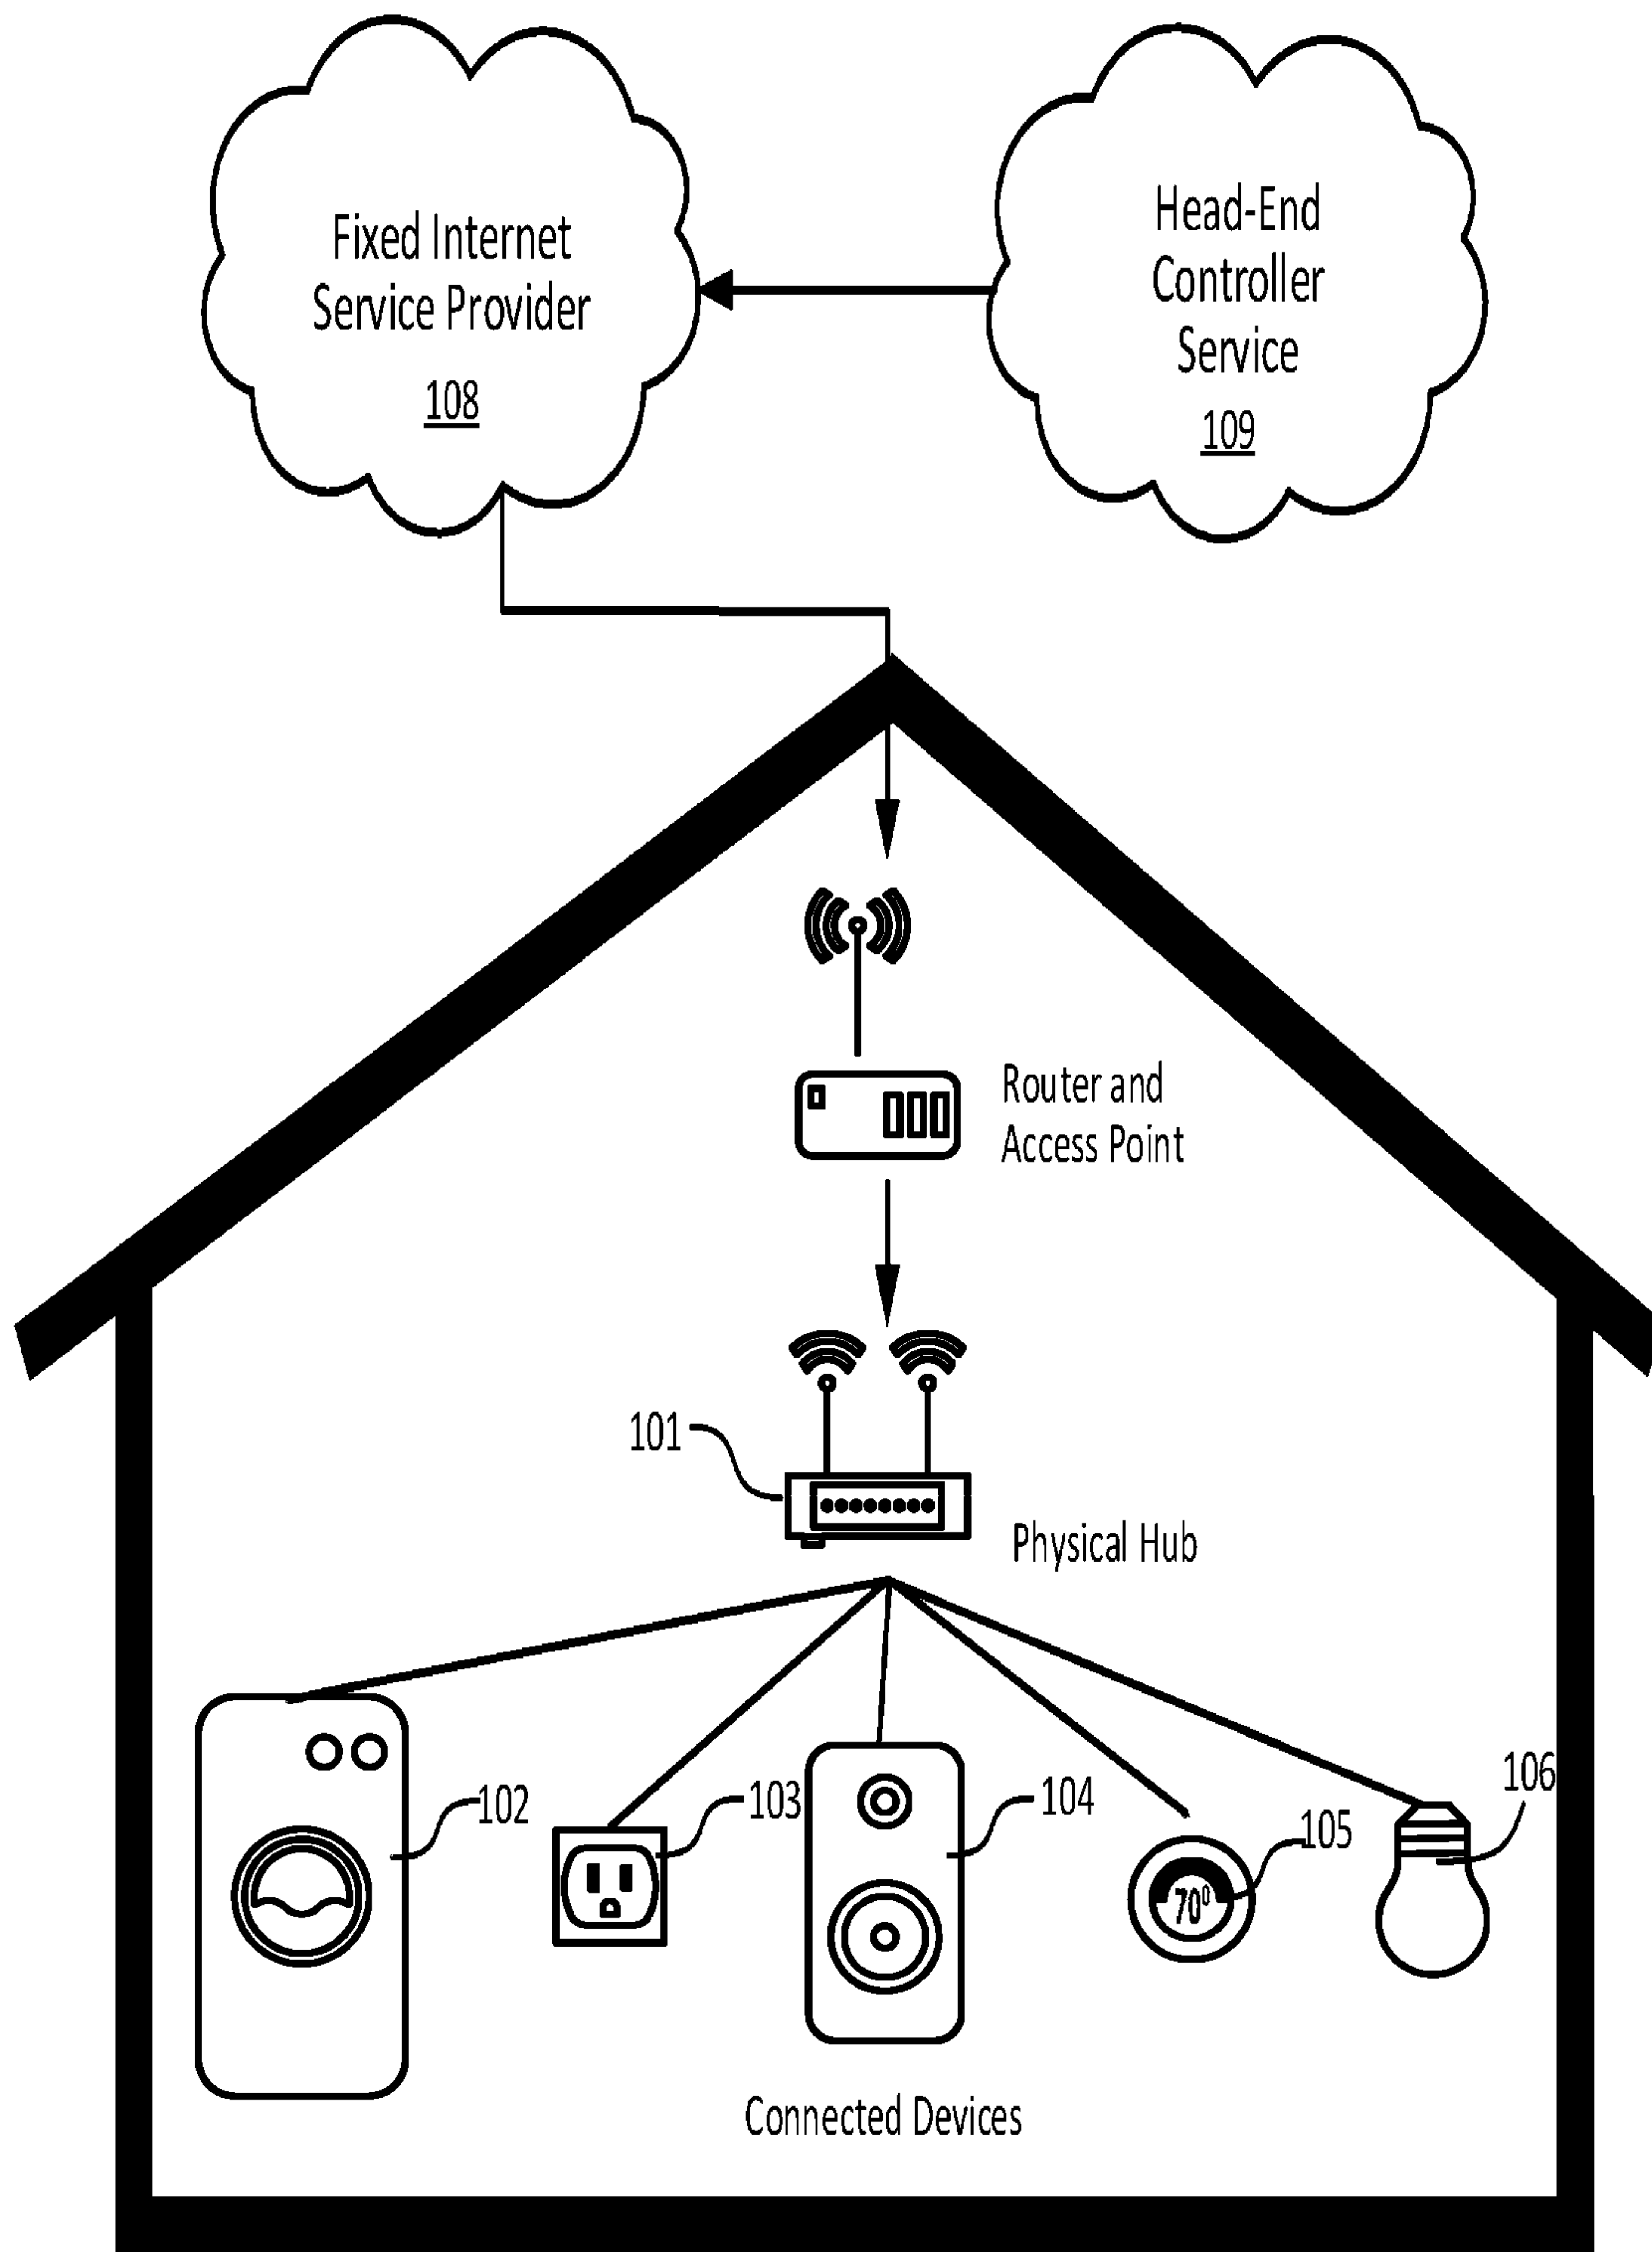 Fixed Internet
Service Provider
108
Head-End
Controller
Service
109
Router and
Access Point
101
Physical Hub
102
103
104
105
106
70⁰
Connected Devices